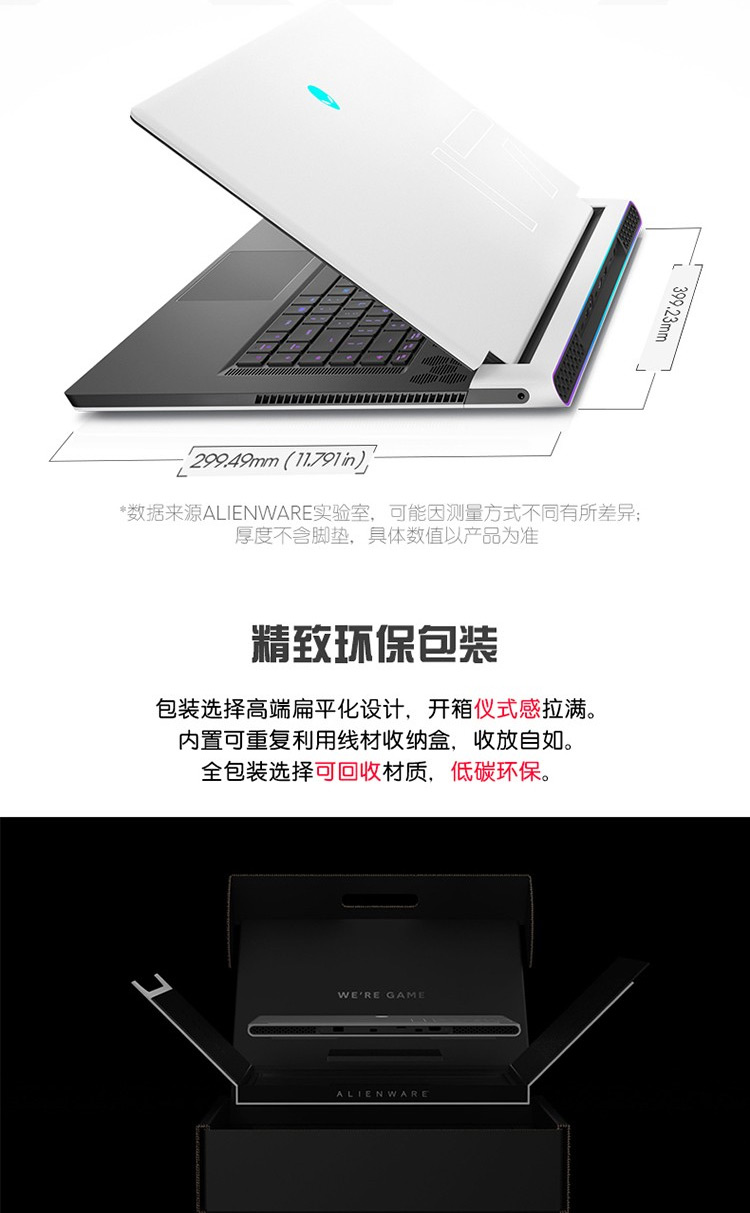 399.23mm
299.49mm (11.791in)
*数据来源ALIENWARE实验室，可能因测量方式不同有所差异；
厚度不含脚垫，具体数值以产品为准
精致环保包装
包装选择高端扁平化设计，开箱仪式感拉满。
内置可重复利用线材收纳盒，收放自如。
全包装选择可回收材质，低碳环保。
WE'RE GAME
ALIENWARE